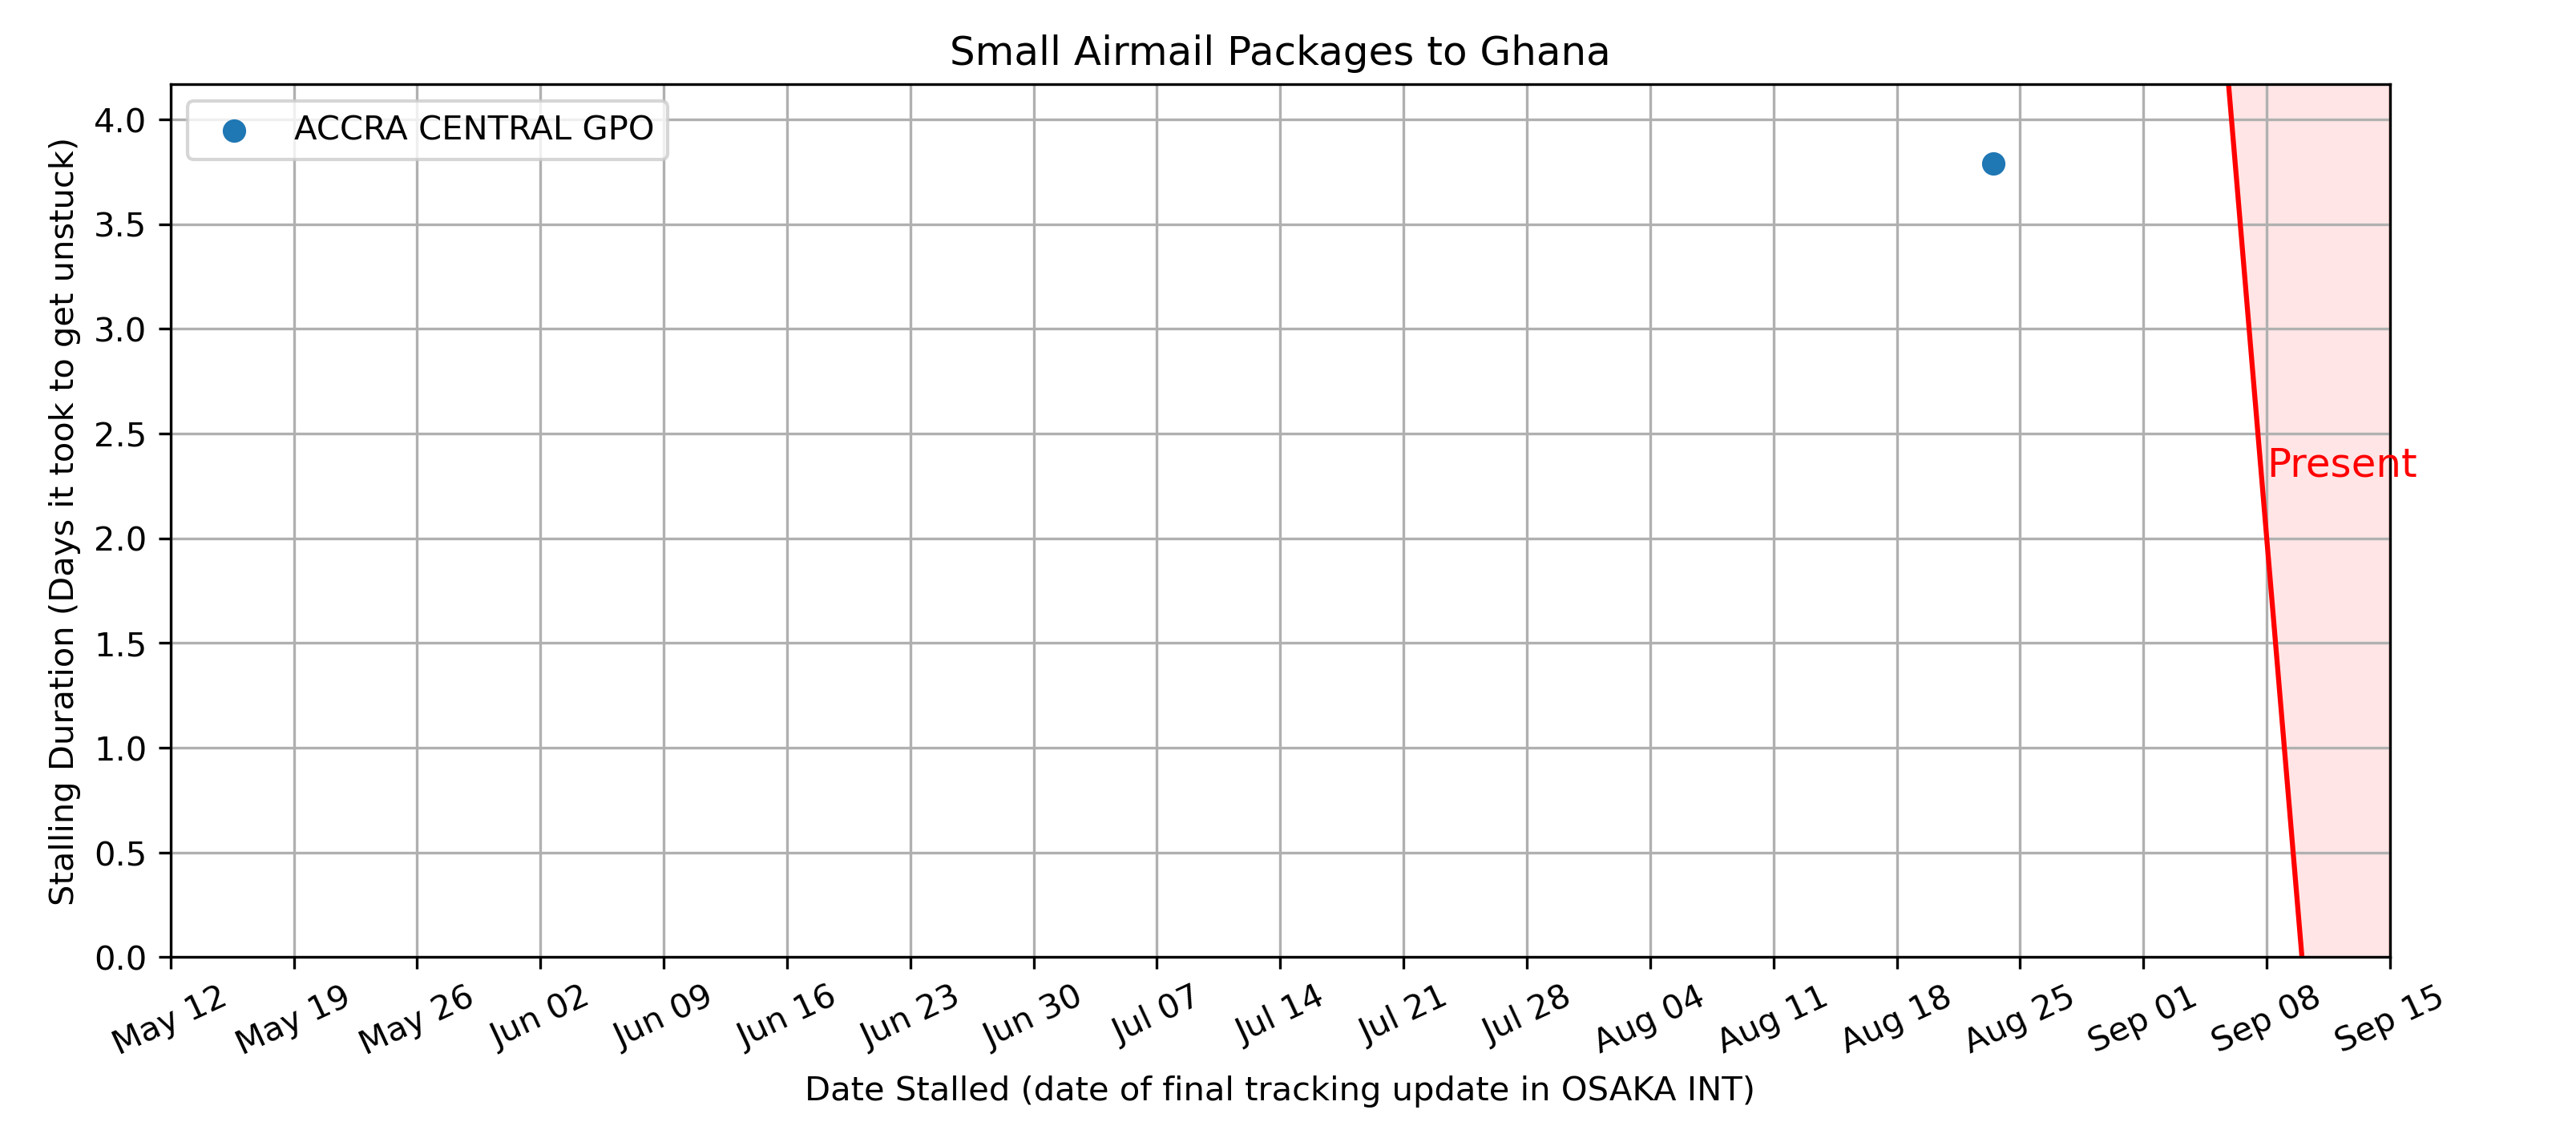 Small Airmail Packages to Ghana
ACCRA CENTRAL GPO
Stalling Duration (Days it took to get unstuck)
4.0
3.5
3.0
2.5
2.0
1.5
1.0
0.5
0.0
Present
May 12 May 19 May 26 Jun 02 Jun 09 Jun 16 Jun 23 Jun 30 Jul 07 Jul 14 Jul 21 Jul 28 Aug 04 Aug 11 Aug 18 Aug 25 Sep 01 Sep 08 Sep 15
Date Stalled (date of final tracking update in OSAKA INT)